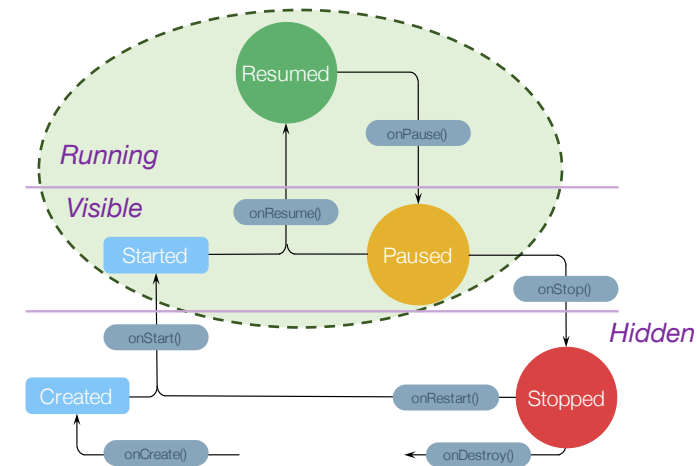 Resumed
onPause()
Running
Visible
onResume()
Started
Paused
onStop()
onStart()
Hidden
Created
onRestart()
Stopped
onCreate()
onDestroy()